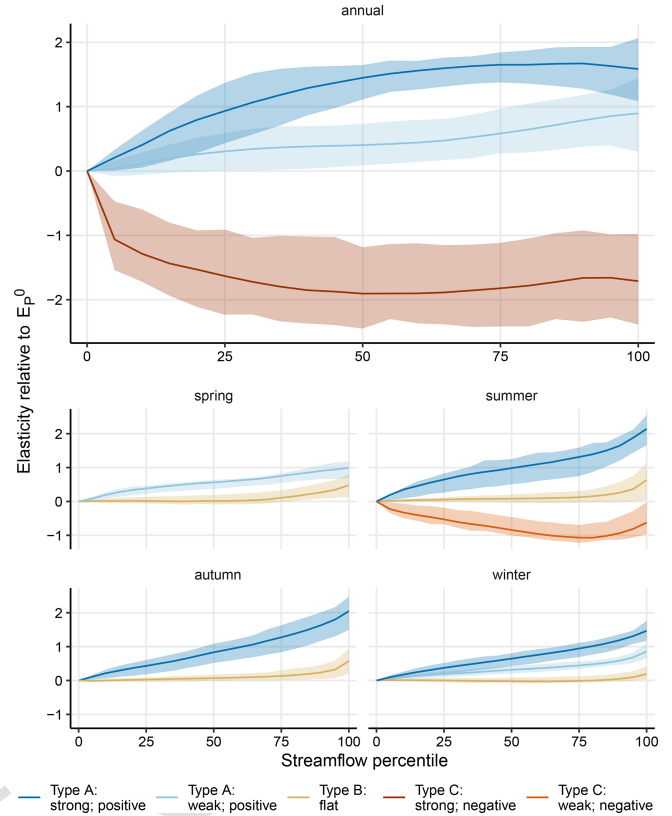 annual
2
1
0
−1
−2
0
25
50
75
100
Elasticity relative to EP0
spring
summer
2
1
0
−1
autumn
winter
2
1
0
−1
0
25
50
75
100
0
25
50
75
100
Streamflow percentile
Type A:
strong; positive
Type A:
weak; positive
Type B:
flat
Type C:
strong; negative
Type C:
weak; negative